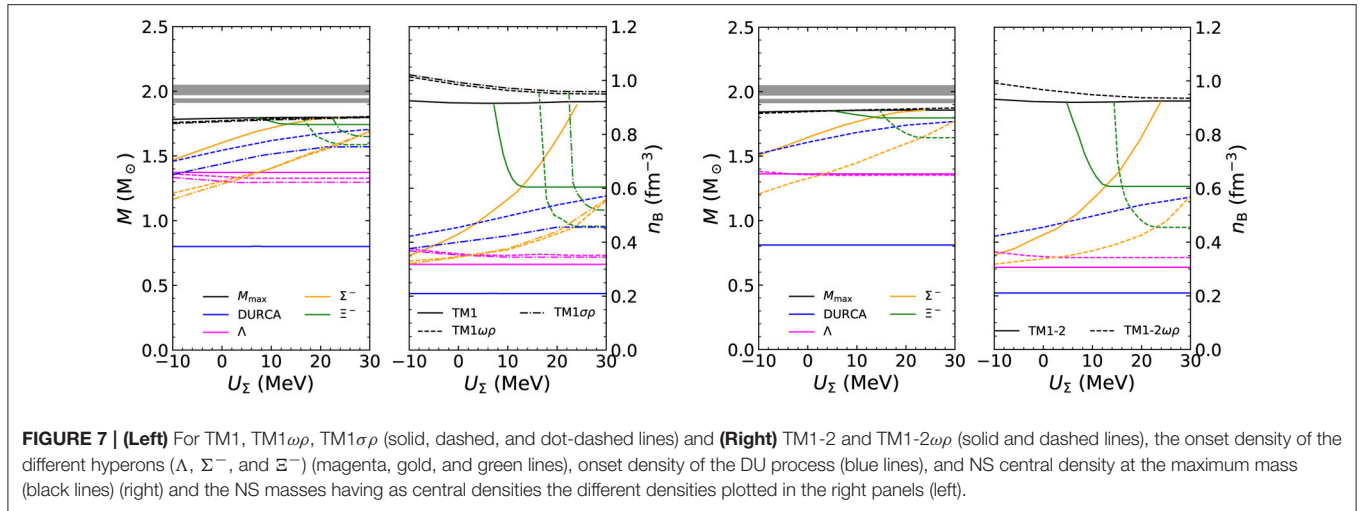 2.5
2.0
1.5
1.0
0.5
0.0
M (M⊙)
−10 0 10 20 30
U_Σ (MeV)
M_max
DURCA
Λ
Σ⁻
Ξ⁻
1.2
1.0
0.8
0.6
0.4
0.2
0.0
n_B (fm⁻³)
−10 0 10 20 30
U_Σ (MeV)
TM1
TM1ωρ
TM1σρ
2.5
2.0
1.5
1.0
0.5
0.0
M (M⊙)
−10 0 10 20 30
U_Σ (MeV)
M_max
DURCA
Λ
Σ⁻
Ξ⁻
1.2
1.0
0.8
0.6
0.4
0.2
0.0
n_B (fm⁻³)
−10 0 10 20 30
U_Σ (MeV)
TM1-2
TM1-2ωρ
FIGURE 7 | (Left) For TM1, TM1ωρ, TM1σρ (solid, dashed, and dot-dashed lines) and (Right) TM1-2 and TM1-2ωρ (solid and dashed lines), the onset density of the
different hyperons (Λ, Σ⁻, and Ξ⁻) (magenta, gold, and green lines), onset density of the DU process (blue lines), and NS central density at the maximum mass
(black lines) (right) and the NS masses having as central densities the different densities plotted in the right panels (left).